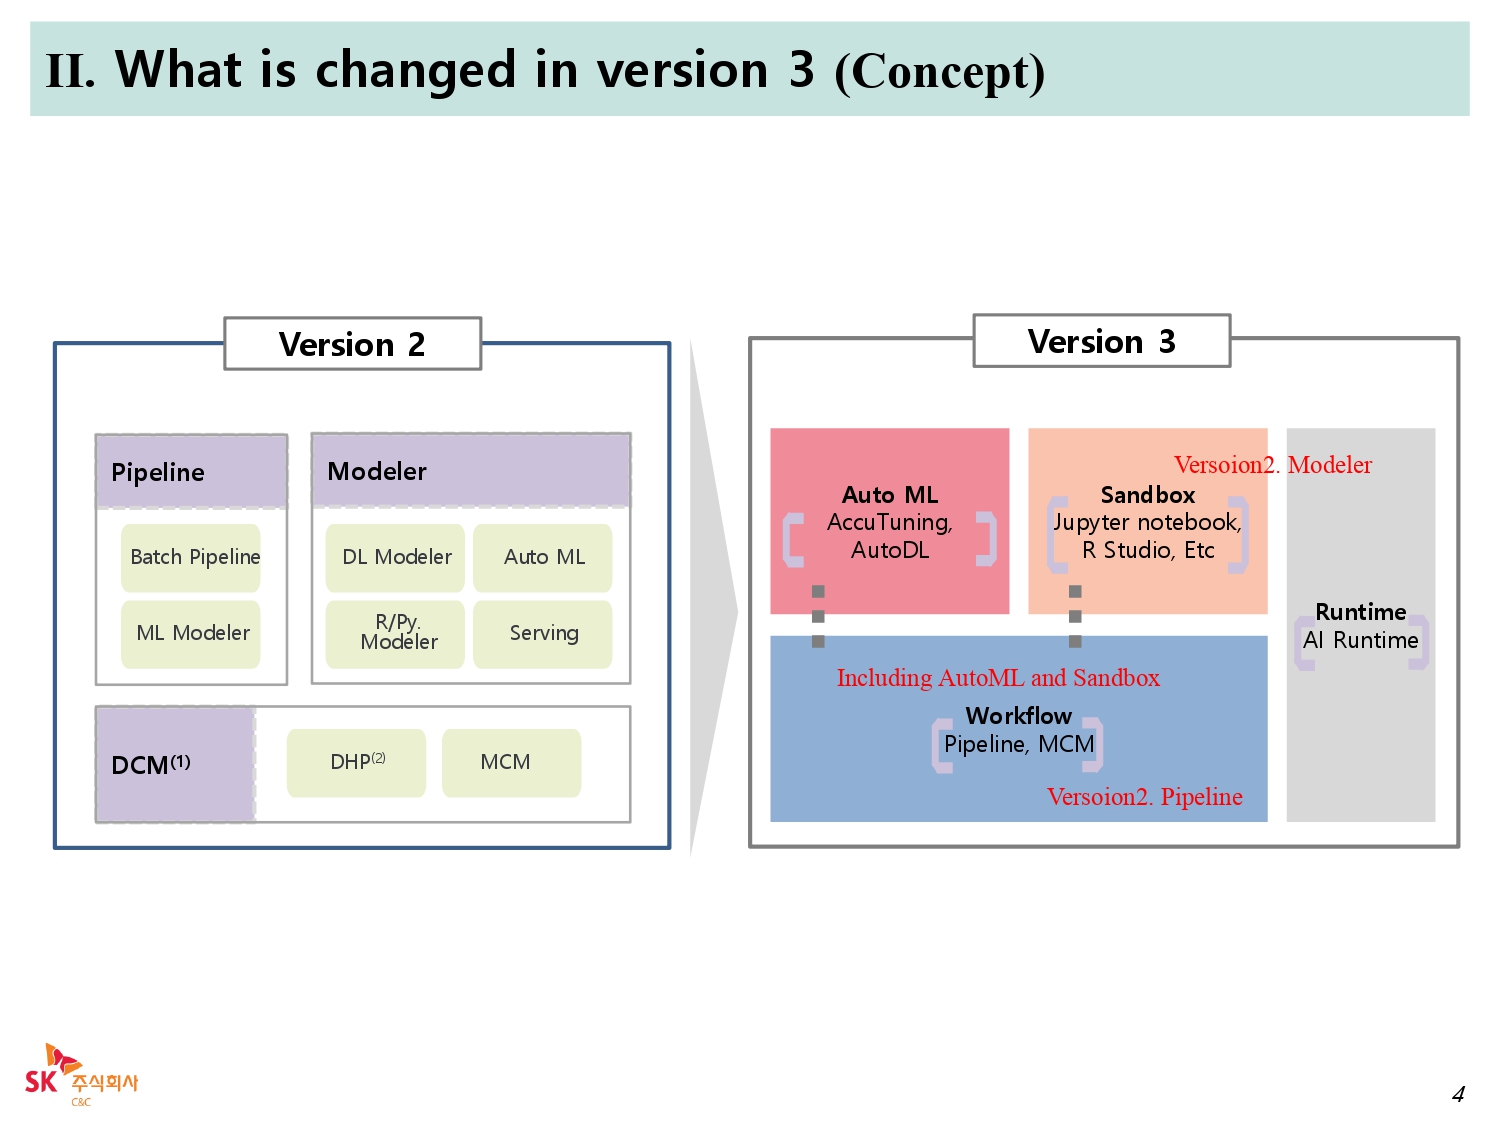 II. What is changed in version 3 (Concept)
Version 2
Pipeline
Batch Pipeline
ML Modeler
Modeler
DL Modeler
Auto ML
R/Py.
Modeler
Serving
DCM(1)
DHP(2)
MCM
Version 3
Auto ML
AccuTuning,
AutoDL
Versoion2. Modeler
Sandbox
Jupyter notebook,
R Studio, Etc
Runtime
AI Runtime
Including AutoML and Sandbox
Workflow
Pipeline, MCM
Versoion2. Pipeline
SK 주식회사
C&C
4